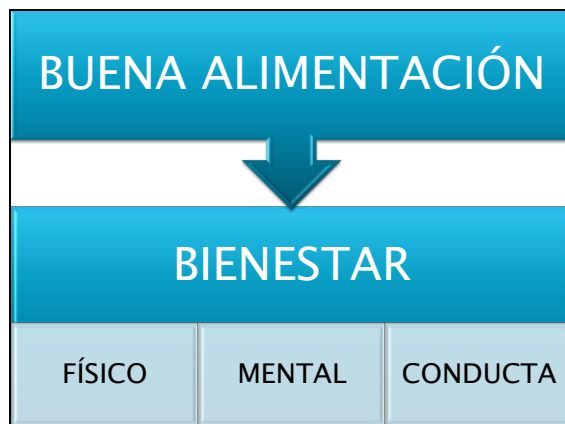 BUENA ALIMENTACIÓN
BIENESTAR
FÍSICO
MENTAL
CONDUCTA